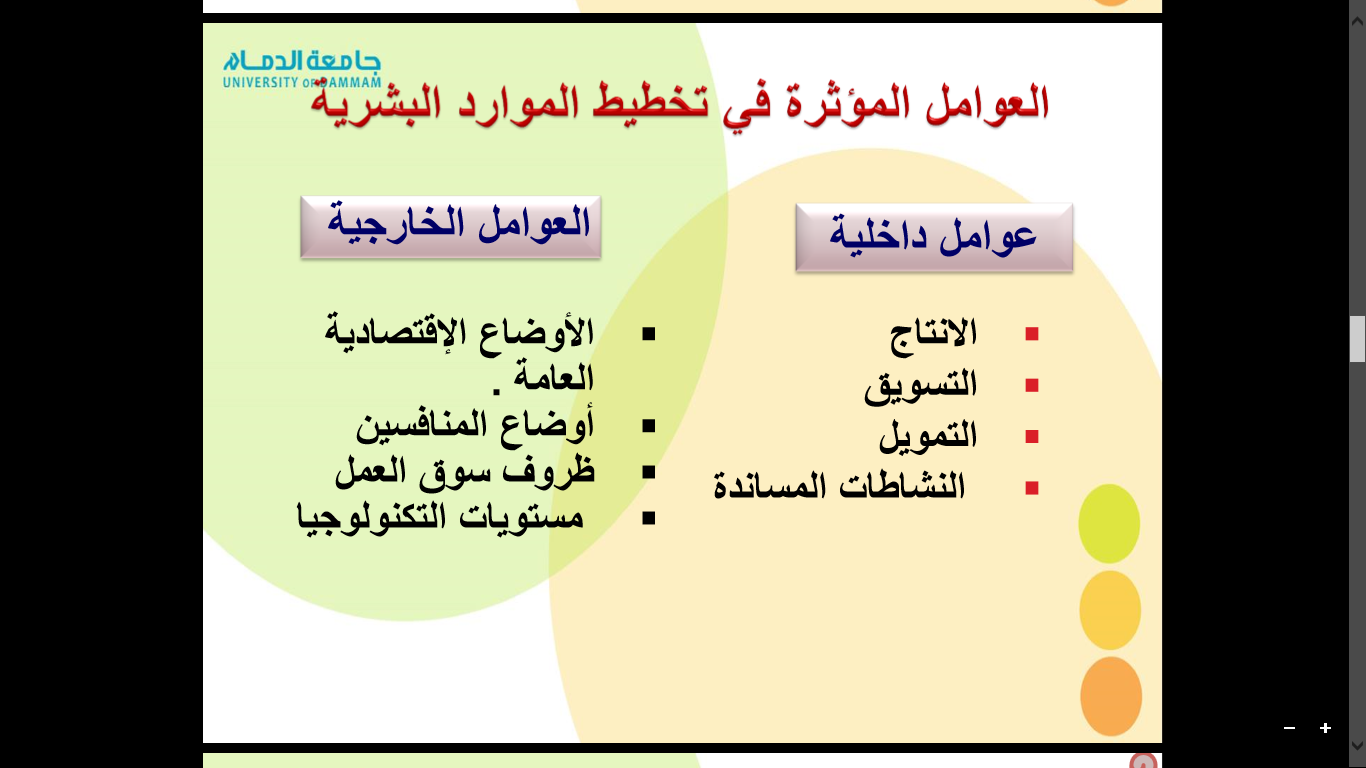 جامعة الدمام
UNIVERSITY OF DAMMAM
العوامل المؤثرة في تخطيط الموارد البشرية
عوامل داخلية
الانتاج
التسويق
التمويل
النشاطات المساندة
العوامل الخارجية
الأوضاع الإقتصادية
العامة .
أوضاع المنافسين
ظروف سوق العمل
مستويات التكنولوجيا